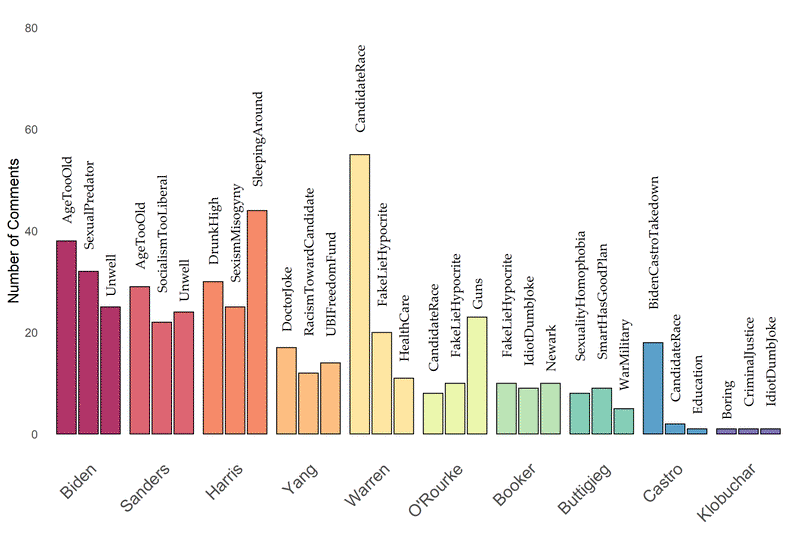 80
60
40
20
0
Number of Comments
AgeTooOld
SexualPredator
Unwell
AgeTooOld
SocialismTooLiberal
Unwell
DrunkHigh
SexismMisogyny
SleepingAround
DoctorJoke
RacismTowardCandidate
UBIFreedomFund
CandidateRace
FakeLieHypocrite
HealthCare
CandidateRace
FakeLieHypocrite
Guns
FakeLieHypocrite
IdiotDumbJoke
Newark
SexualityHomophobia
SmartHasGoodPlan
WarMilitary
BidenCastroTakedown
CandidateRace
Education
Boring
CriminalJustice
IdiotDumbJoke
Biden
Sanders
Harris
Yang
Warren
O'Rourke
Booker
Buttigieg
Castro
Klobuchar